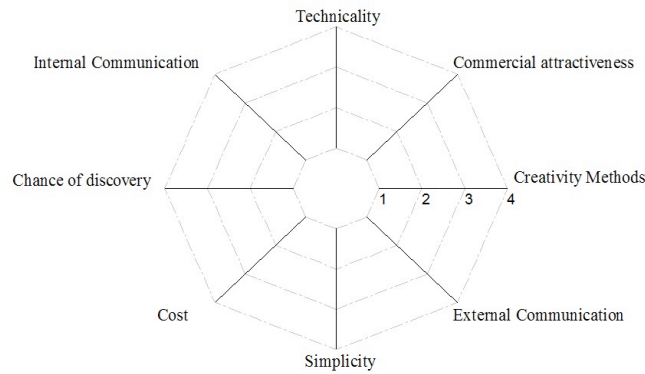 Technicality
Internal Communication
Commercial attractiveness
Chance of discovery
Creativity Methods
1 2 3 4
Cost
External Communication
Simplicity